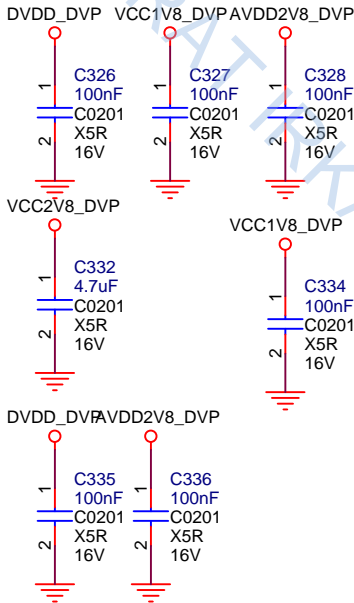 DVDD_DVP VCC1V8_DVP AVDD2V8_DVP
1 C326 1 C327 1 C328
100nF 100nF 100nF
C0201 C0201 C0201
2 X5R 2 X5R 2 X5R
16V 16V 16V
VCC2V8_DVP
VCC1V8_DVP
1 C332
4.7uF
C0201
2 X5R
16V
1 C334
100nF
C0201
2 X5R
16V
DVDD_DVP AVDD2V8_DVP
1 C335 1 C336
100nF 100nF
C0201 C0201
2 X5R 2 X5R
16V 16V